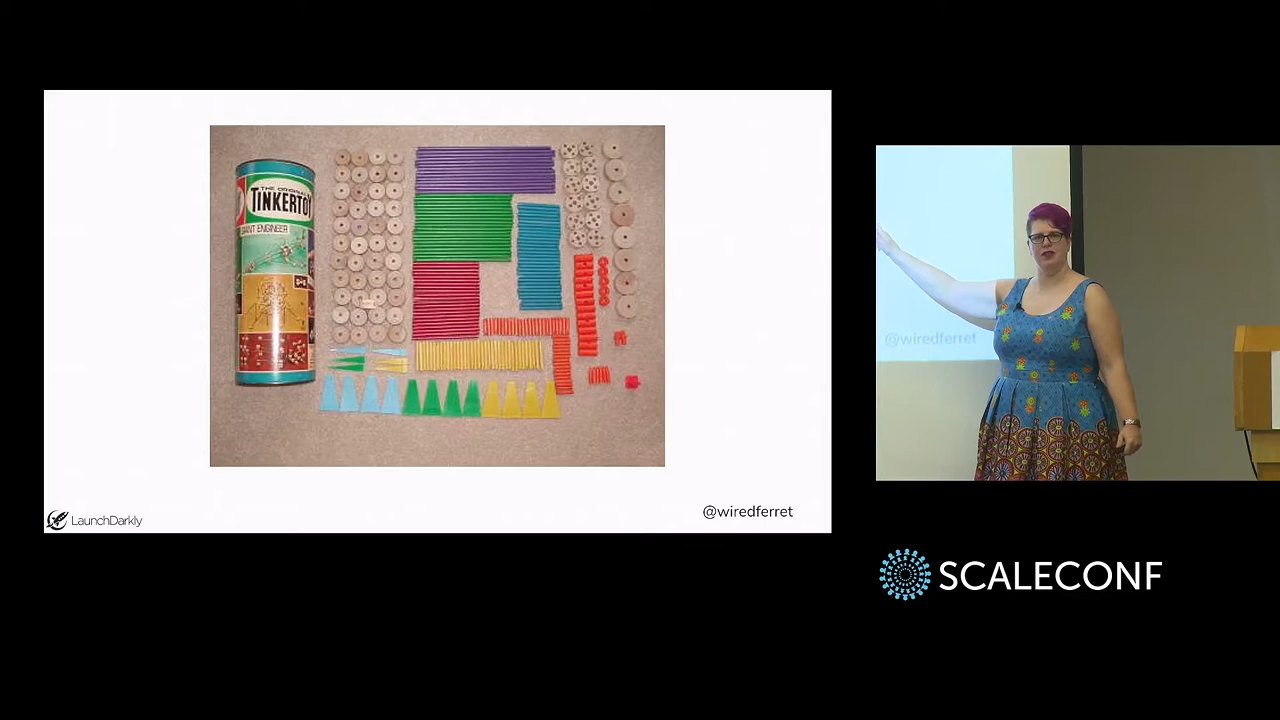 THE ORIGINAL
TINKERTOY
GIANT ENGINEER
LaunchDarkly
@wiredferret
@wiredferret
SCALECONF